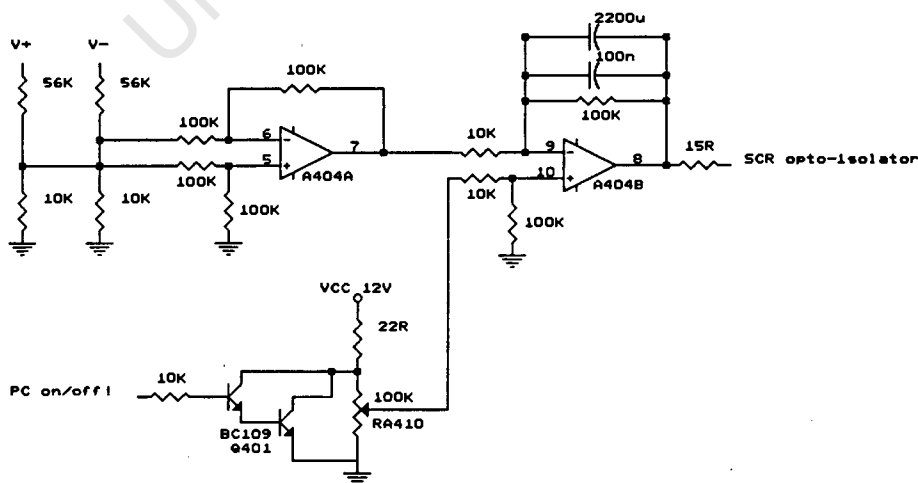 UN
V+ V-
2200u
100n
100K
56K 56K
100K
100K
6
5
7
A404A
100K
10K 10K
100K
10K
9
10
8
A404B
15R
SCR opto-isolator
10K
100K
VCC 12V
22R
PC on/off!
10K
100K
RA410
BC109
Q401